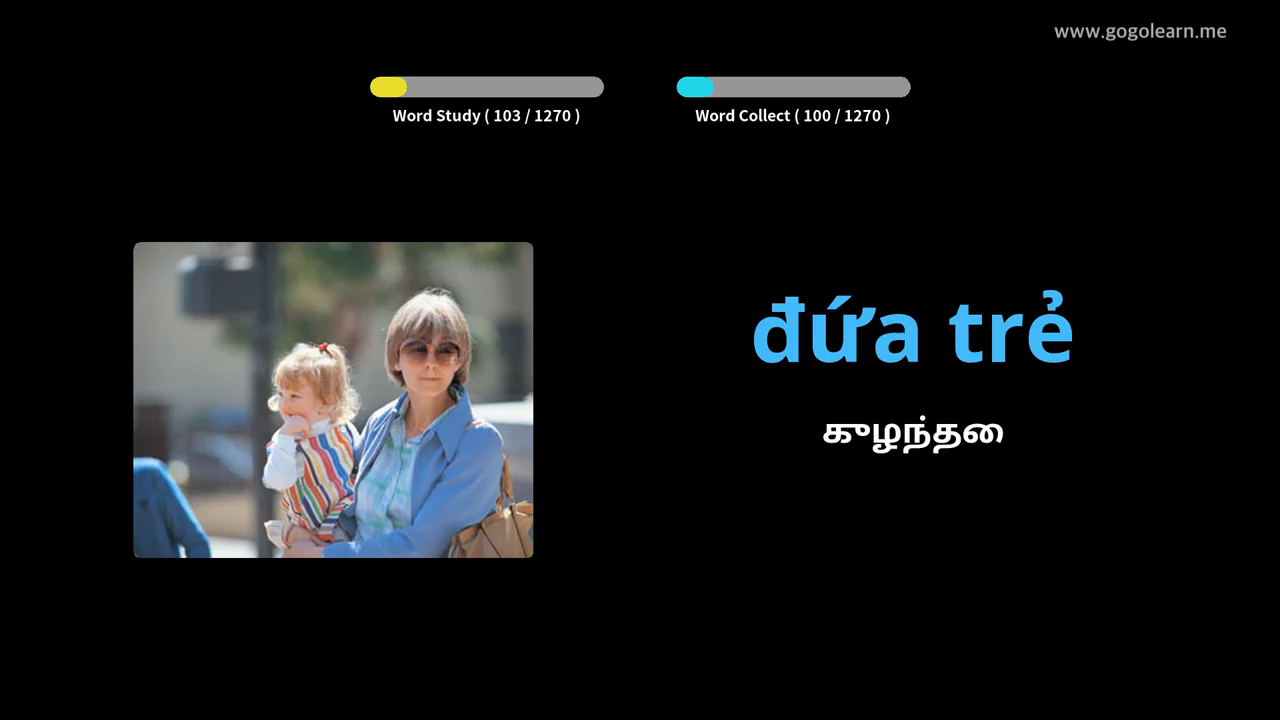 www.gogolearn.me
Word Study ( 103 / 1270 )
Word Collect ( 100 / 1270 )
đứa trẻ
குழந்தை